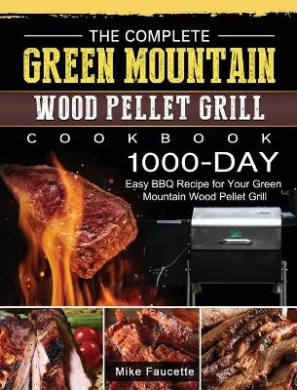 THE COMPLETE
GREEN MOUNTAIN
WOOD PELLET GRILL
COOKBOOK
1000-DAY
Easy BBQ Recipe for Your Green
Mountain Wood Pellet Grill
Mike Faucette